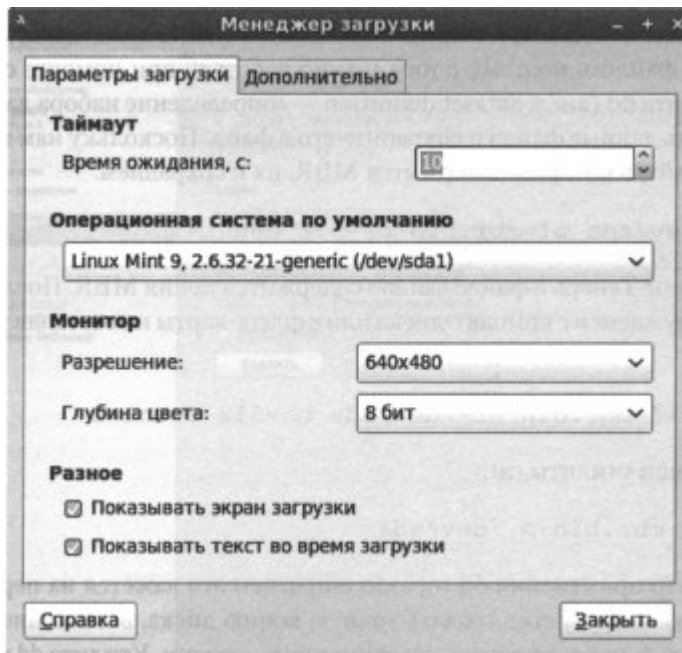 Менеджер загрузки
Параметры загрузки Дополнительно
Таймаут
Время ожидания, с: 10
Операционная система по умолчанию
Linux Mint 9, 2.6.32-21-generic (/dev/sda1)
Монитор
Разрешение: 640x480
Глубина цвета: 8 бит
Разное
Показывать экран загрузки
Показывать текст во время загрузки
Справка Закрыть